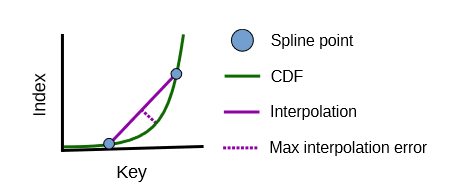 Index
Key
Spline point
CDF
Interpolation
Max interpolation error